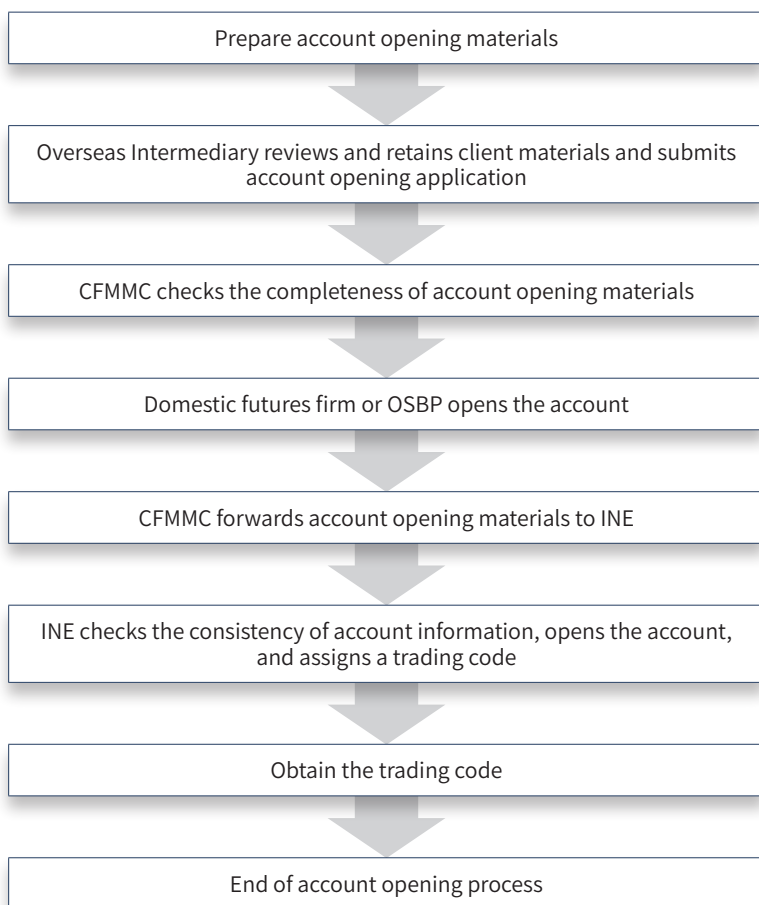 Prepare account opening materials
Overseas Intermediary reviews and retains client materials and submits
account opening application
CFMMC checks the completeness of account opening materials
Domestic futures firm or OSBP opens the account
CFMMC forwards account opening materials to INE
INE checks the consistency of account information, opens the account,
and assigns a trading code
Obtain the trading code
End of account opening process